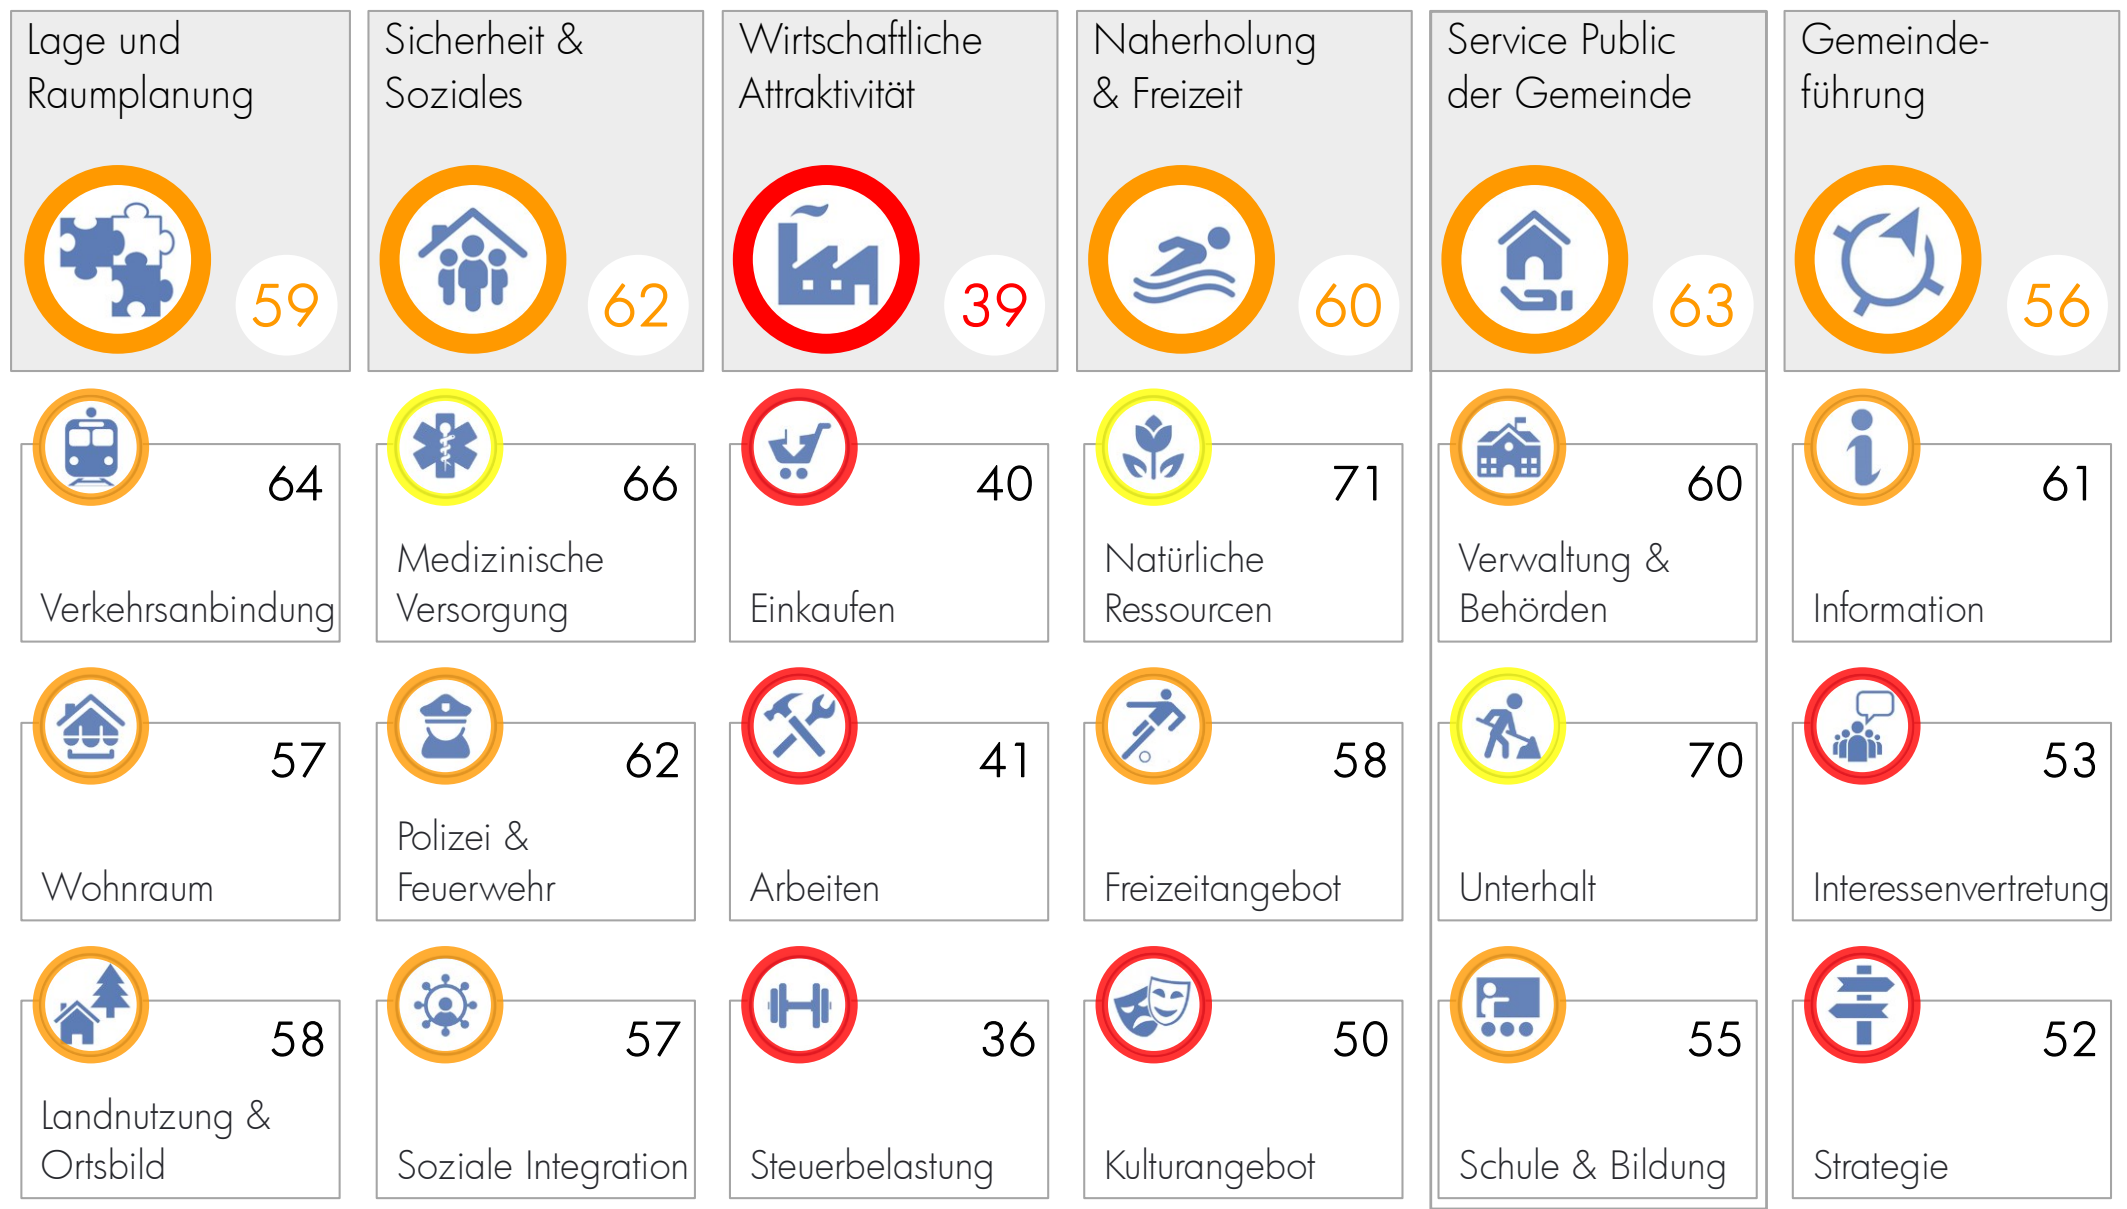 Lage und
Raumplanung
59
Sicherheit &
Soziales
62
Wirtschaftliche
Attraktivität
39
Naherholung
& Freizeit
60
Service Public
der Gemeinde
63
Gemeinde-
führung
56
64
Verkehrsanbindung
66
Medizinische
Versorgung
40
Einkaufen
71
Natürliche
Ressourcen
60
Verwaltung &
Behörden
61
Information
57
Wohnraum
62
Polizei &
Feuerwehr
41
Arbeiten
58
Freizeitangebot
70
Unterhalt
53
Interessenvertretung
58
Landnutzung &
Ortsbild
57
Soziale Integration
36
Steuerbelastung
50
Kulturangebot
55
Schule & Bildung
52
Strategie